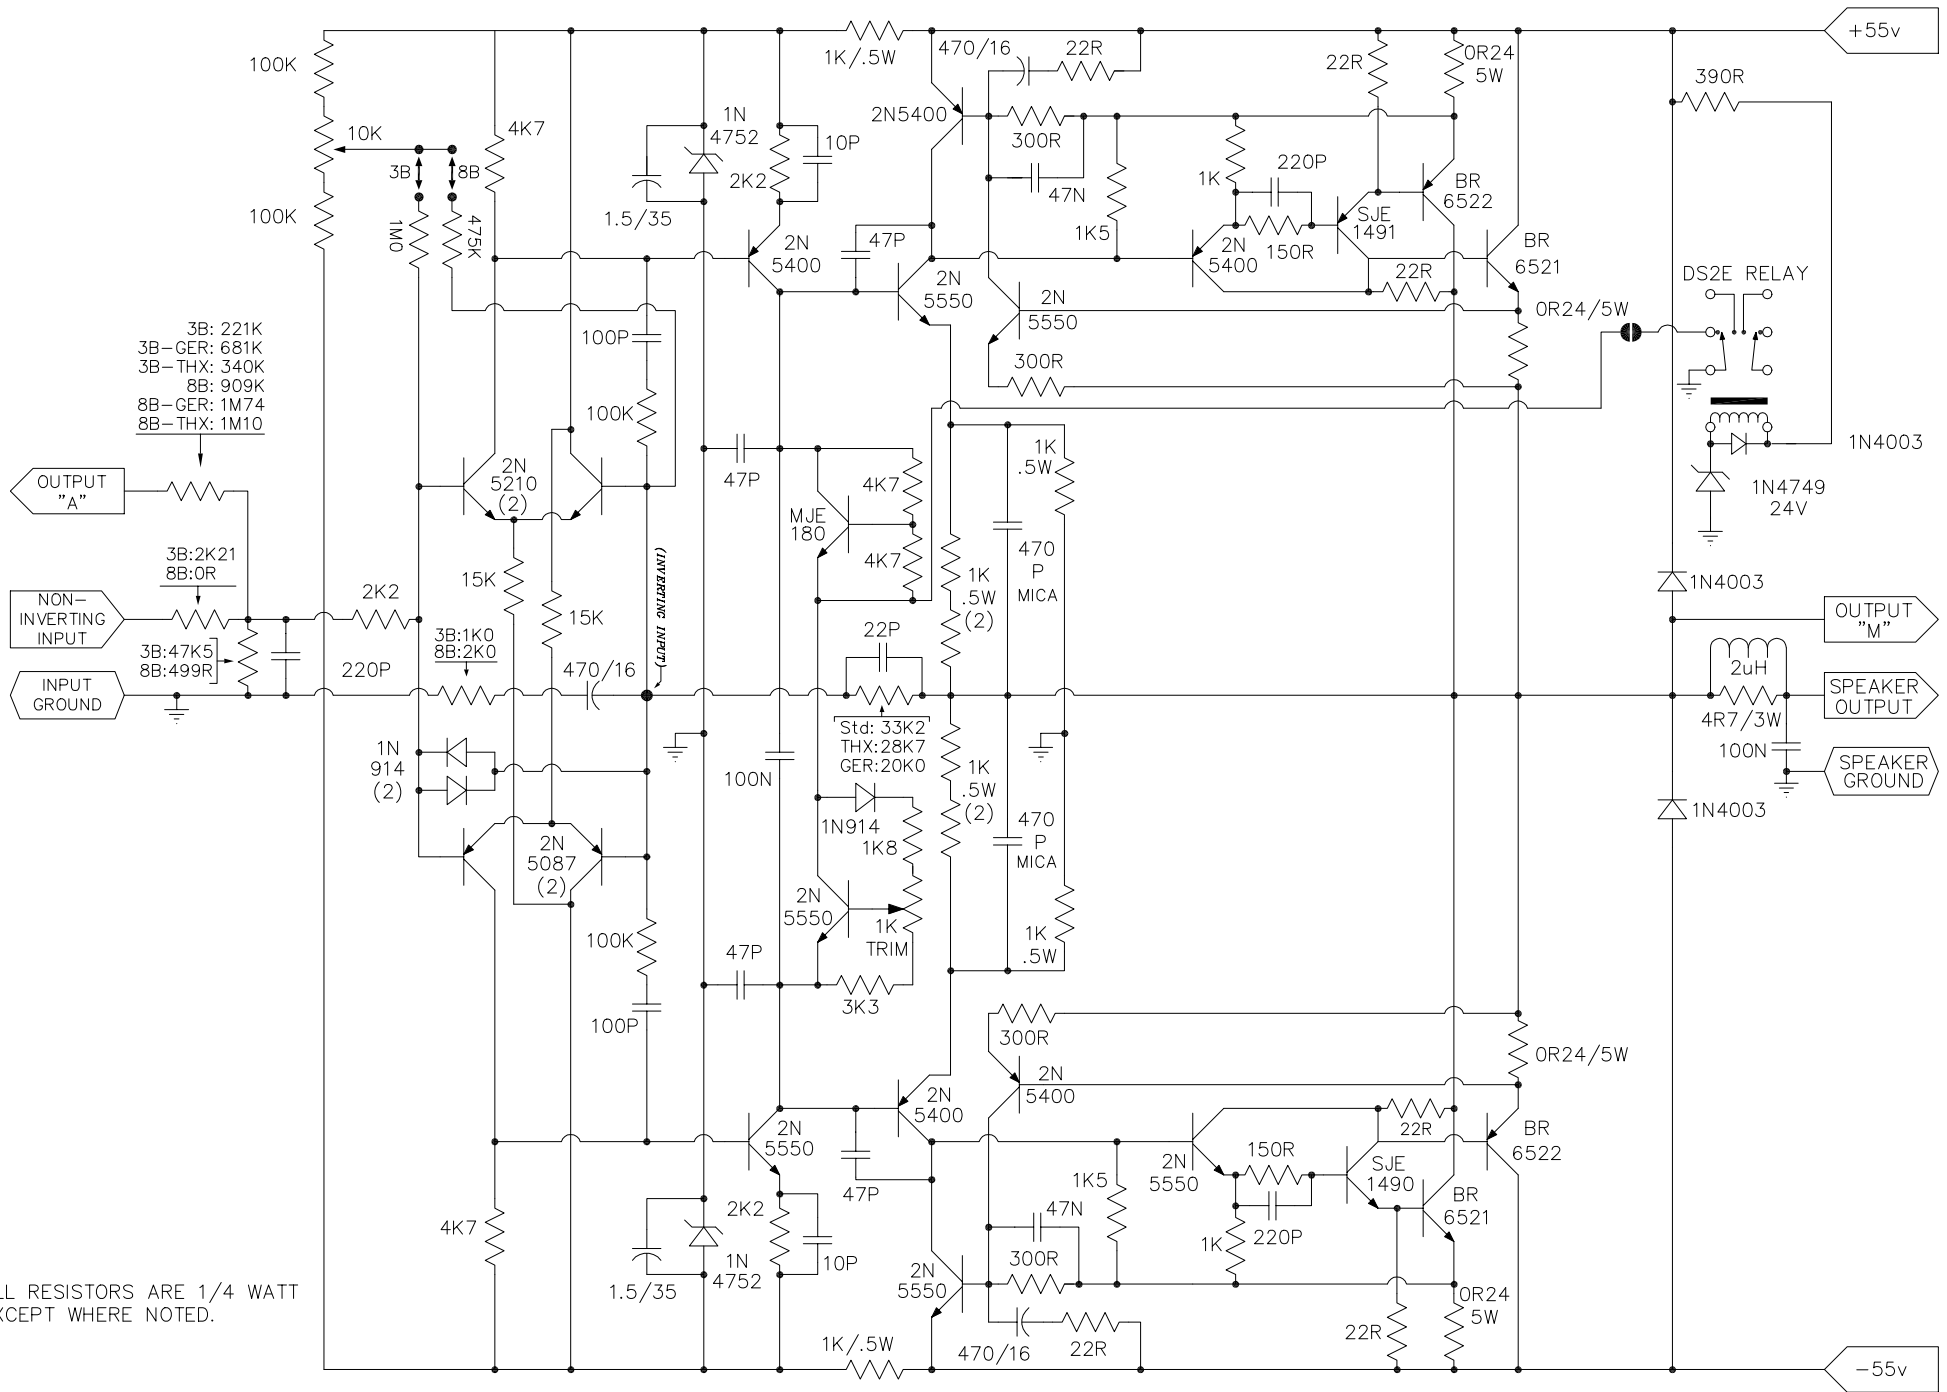 +55v
100K
1K/.5W
470/16
22R
22R
0R24
5W
390R
10K
4K7
1N
4752
10P
2N5400
300R
3B
8B
2K2
220P
1K
47N
BR
6522
100K
1M0
475K
1.5/35
47P
1K5
SJE
1491
150R
2N
5400
2N
5400
BR
6521
22R
DS2E RELAY
2N
5550
2N
5550
0R24/5W
3B: 221K
3B-GER: 681K
3B-THX: 340K
8B: 909K
8B-GER: 1M74
8B-THX: 1M10
100P
300R
100K
1K
.5W
1N4003
OUTPUT
"A"
2N
5210
(2)
47P
4K7
1N4749
24V
MJE
180
4K7
470
P
MICA
3B:2K21
8B:0R
(INVERTING INPUT)
15K
1K
.5W
(2)
1N4003
NON-
INVERTING
INPUT
2K2
15K
OUTPUT
"M"
3B:47K5
8B:499R
3B:1K0
8B:2K0
22P
220P
470/16
2uH
INPUT
GROUND
SPEAKER
OUTPUT
Std: 33K2
THX:28K7
GER:20K0
4R7/3W
1N
914
(2)
100N
1K
.5W
(2)
100N
SPEAKER
GROUND
1N914
1K8
470
P
MICA
1N4003
2N
5087
(2)
2N
5550
1K
TRIM
100K
47P
1K
.5W
3K3
100P
300R
0R24/5W
2N
5400
2N
5400
2N
5550
22R
BR
6522
150R
2N
5550
SJE
1490
47P
1K5
4K7
2K2
47N
1K
220P
BR
6521
1N
4752
10P
300R
2N
5550
1.5/35
LL RESISTORS ARE 1/4 WATT
XCEPT WHERE NOTED.
0R24
5W
1K/.5W
470/16
22R
22R
-55v